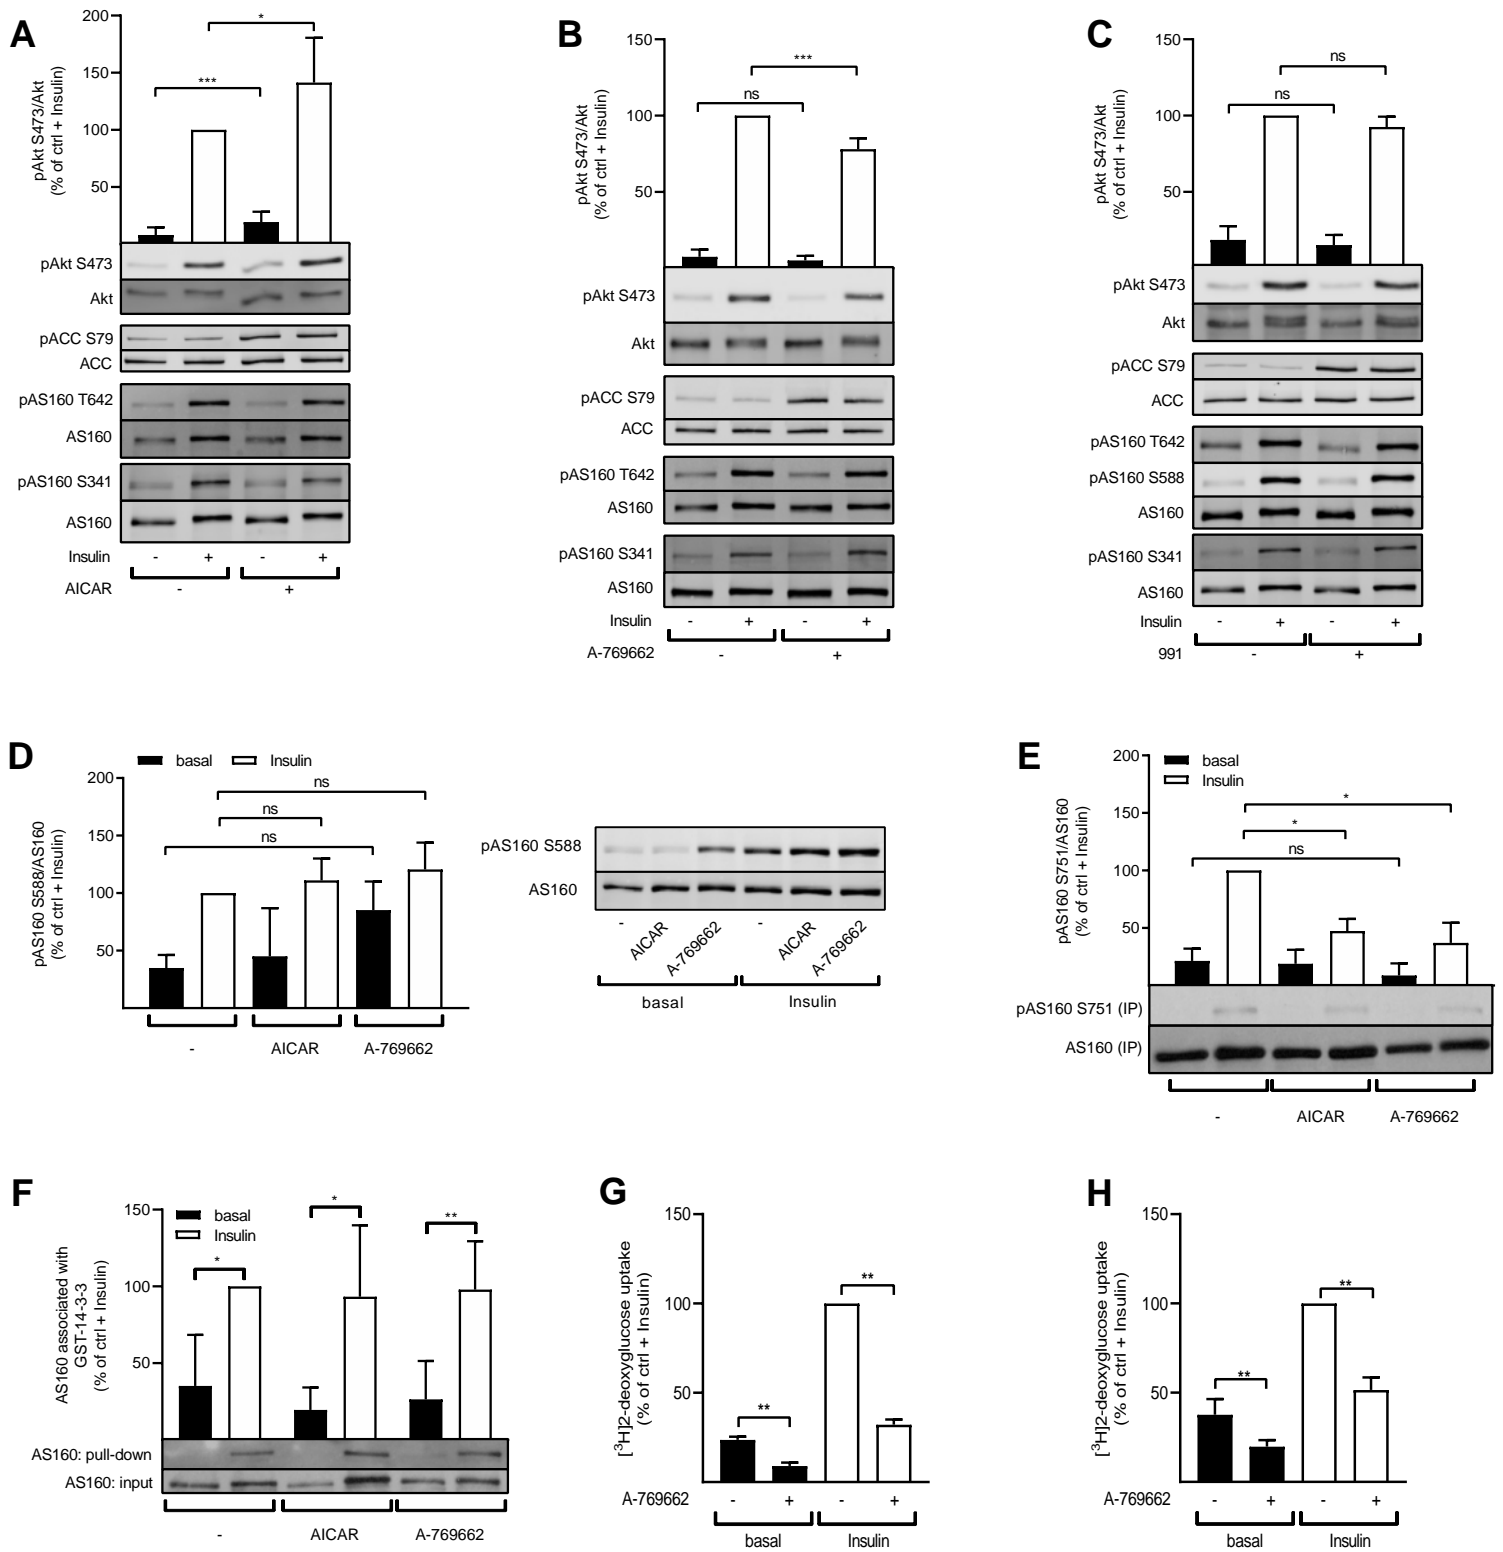 A
200
150
100
50
pAkt S473/Akt
(% of ctrl + Insulin)
*
***
pAkt S473
Akt
pACC S79
ACC
pAS160 T642
AS160
pAS160 S341
AS160
Insulin - + - +
AICAR - +
B
150
100
50
pAkt S473/Akt
(% of ctrl + Insulin)
***
ns
pAkt S473
Akt
pACC S79
ACC
pAS160 T642
AS160
pAS160 S341
AS160
Insulin - + - +
A-769662 - +
C
150
100
50
pAkt S473/Akt
(% of ctrl + Insulin)
ns
ns
pAkt S473
Akt
pACC S79
ACC
pAS160 T642
pAS160 S588
AS160
pAS160 S341
AS160
Insulin - + - +
991 - +
D
basal Insulin
200
150
100
50
pAS160 S588/AS160
(% of ctrl + Insulin)
ns
ns
ns
- AICAR A-769662
pAS160 S588
AS160
- AICAR A-769662 - AICAR A-769662
basal Insulin
E
basal
Insulin
200
150
100
50
pAS160 S751/AS160
(% of ctrl + Insulin)
*
*
ns
pAS160 S751 (IP)
AS160 (IP)
- AICAR A-769662
F
basal
Insulin
150
100
50
AS160 associated with
GST-14-3-3
(% of ctrl + Insulin)
*
*
**
AS160: pull-down
AS160: input
- AICAR A-769662
G
150
100
50
[³H]2-deoxyglucose uptake
(% of ctrl + Insulin)
**
**
A-769662 - + - +
basal Insulin
H
150
100
50
[³H]2-deoxyglucose uptake
(% of ctrl + Insulin)
**
**
A-769662 - + - +
basal Insulin